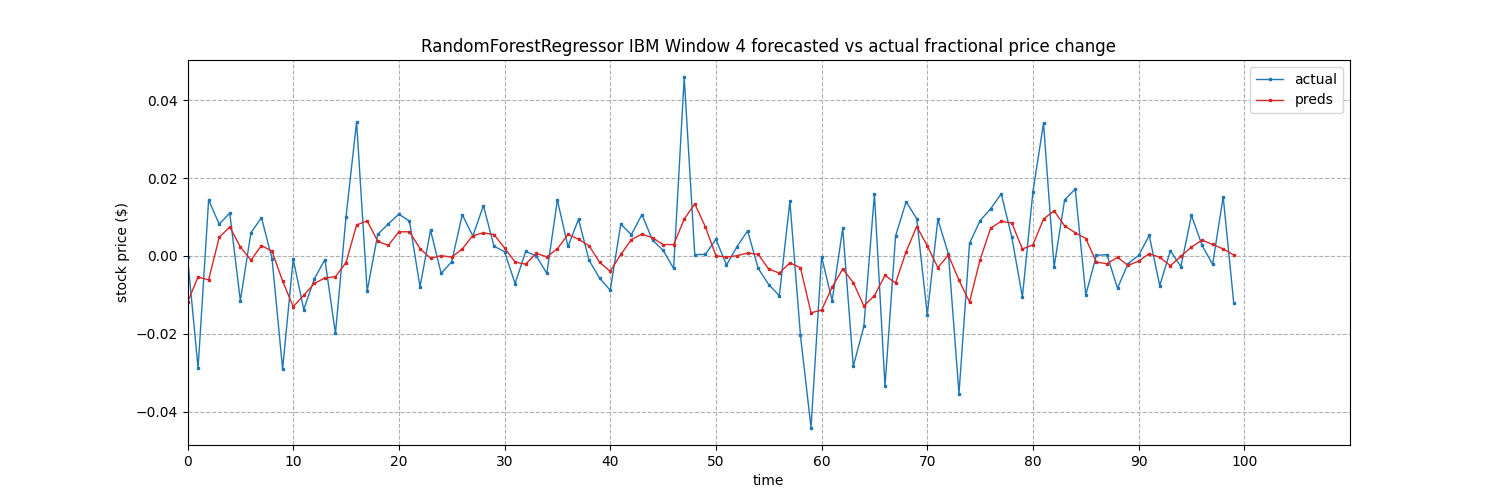 RandomForestRegressor IBM Window 4 forecasted vs actual fractional price change
actual
preds
0.04
0.02
0.00
−0.02
−0.04
stock price ($)
0 10 20 30 40 50 60 70 80 90 100
time